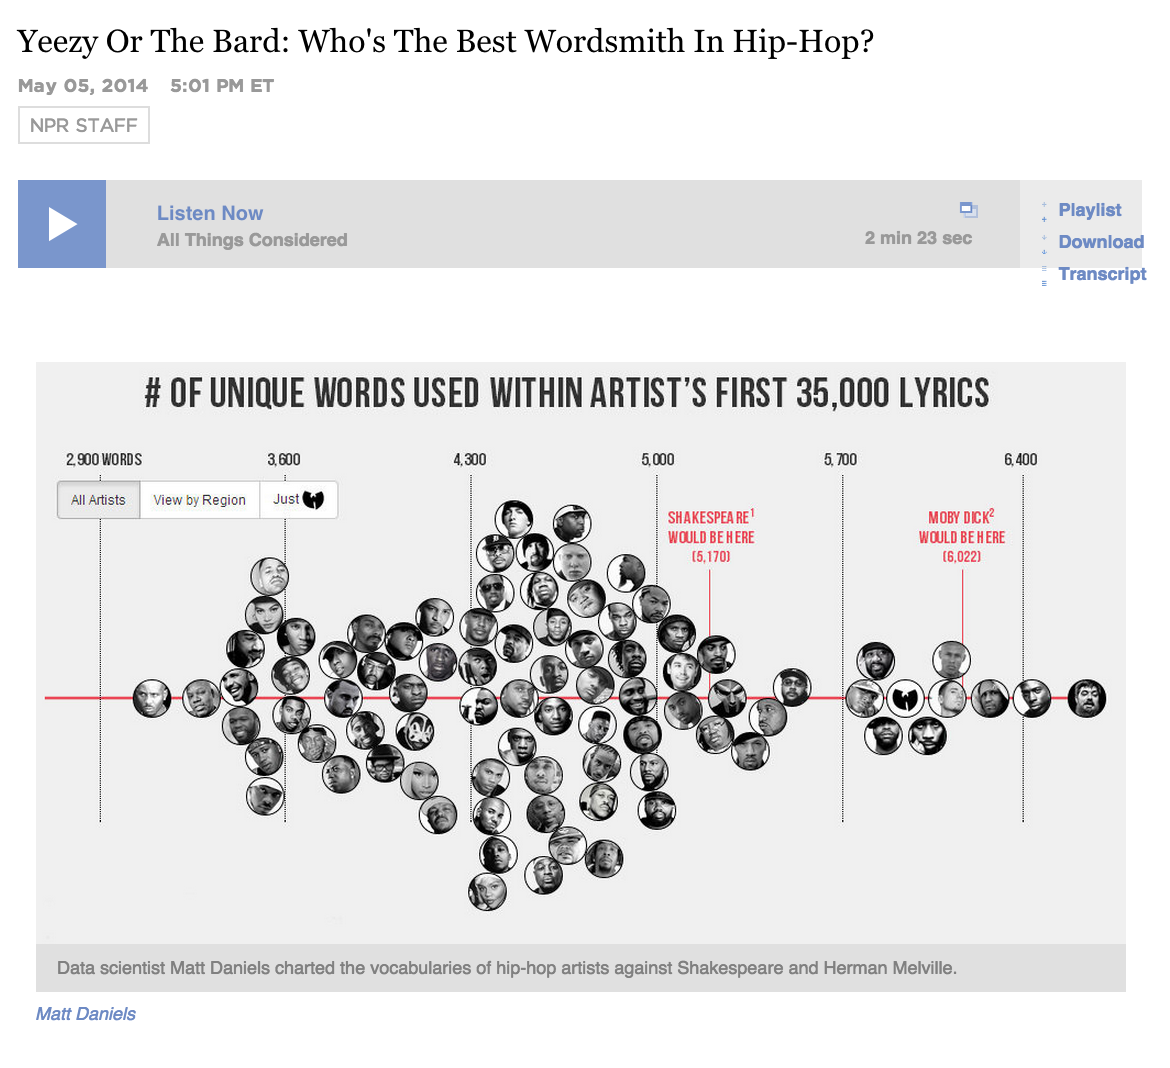 Yeezy Or The Bard: Who's The Best Wordsmith In Hip-Hop?
May 05, 2014 5:01 PM ET
NPR STAFF
Listen Now
All Things Considered
2 min 23 sec
Playlist
Download
Transcript
# OF UNIQUE WORDS USED WITHIN ARTIST'S FIRST 35,000 LYRICS
2,900 WORDS 3,600 4,300 5,000 5,700 6,400
All Artists View by Region Just
SHAKESPEARE1
WOULD BE HERE
(5,170)
MOBY DICK2
WOULD BE HERE
(6,022)
Data scientist Matt Daniels charted the vocabularies of hip-hop artists against Shakespeare and Herman Melville.
Matt Daniels